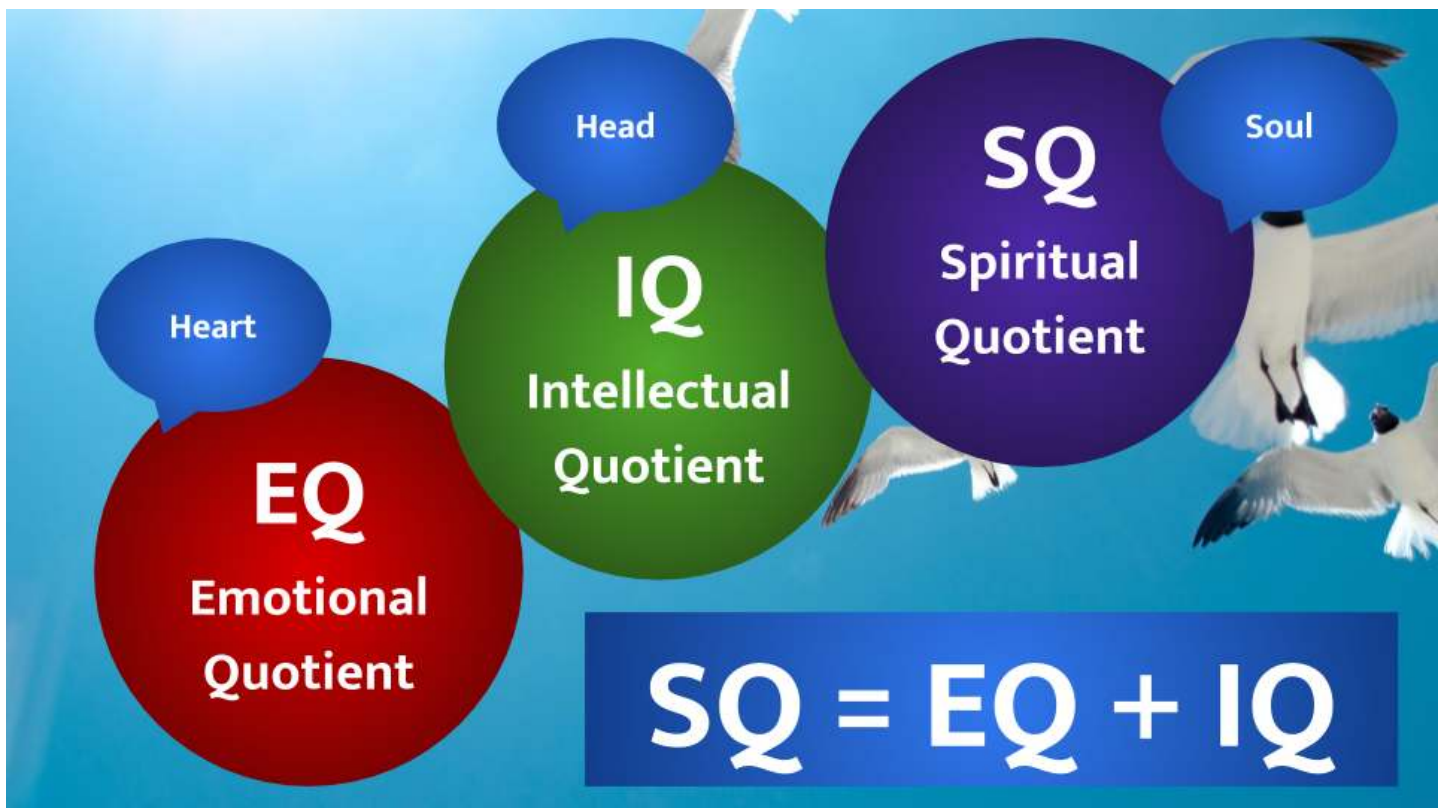 Heart
EQ
Emotional
Quotient
Head
IQ
Intellectual
Quotient
Soul
SQ
Spiritual
Quotient
SQ = EQ + IQ